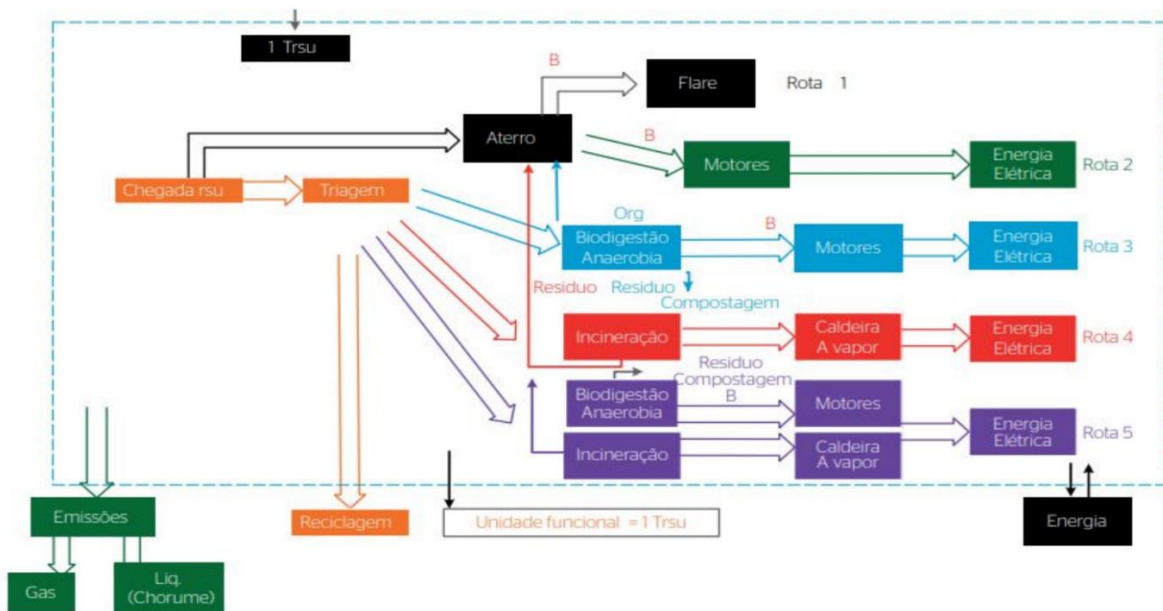 1 Trsu
B
Flare
Rota 1
Aterro
B
Motores
Energia
Elétrica
Rota 2
Chegada rsu
Triagem
Org
Biodigestão
Anaerobia
B
Motores
Energia
Elétrica
Rota 3
Residuo
Residuo
Compostagem
Incineração
Caldeira
A vapor
Energia
Elétrica
Rota 4
Residuo
Compostagem
B
Biodigestão
Anaerobia
Motores
Energia
Elétrica
Rota 5
Incineração
Caldeira
A vapor
Emissões
Reciclagem
Unidade funcional = 1 Trsu
Energia
Gas
Liq.
(Chorume)